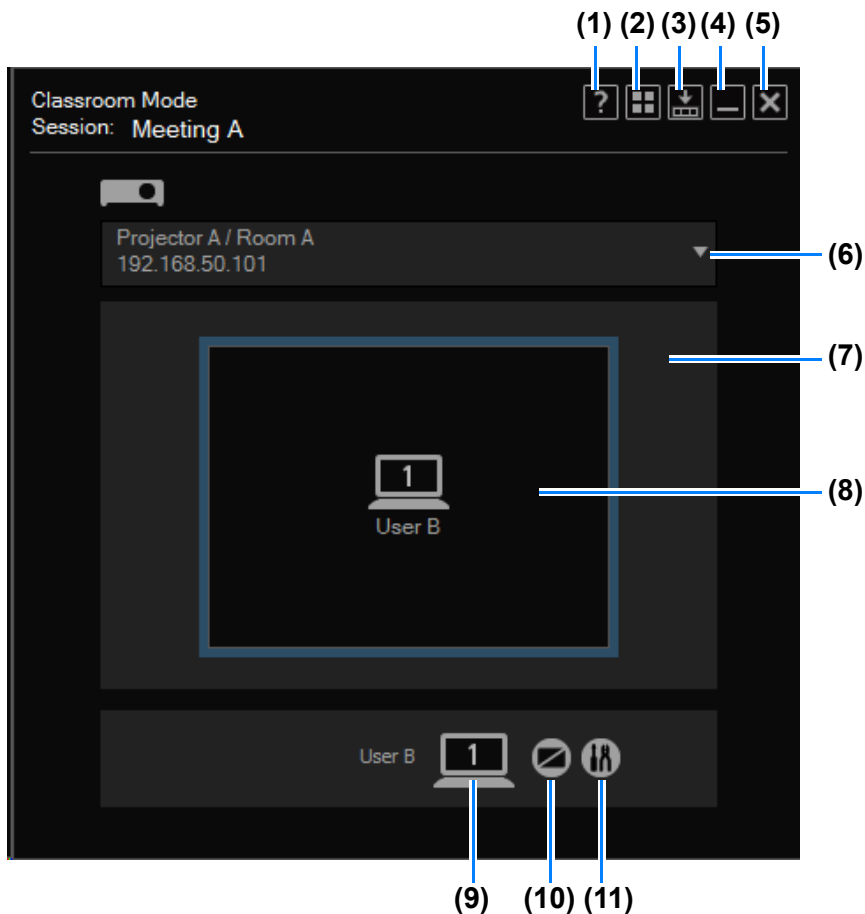 (1) (2) (3) (4) (5)
Classroom Mode
Session: Meeting A
?
Projector A / Room A
192.168.50.101
(6)
(7)
1
User B
(8)
User B 1
(9) (10) (11)